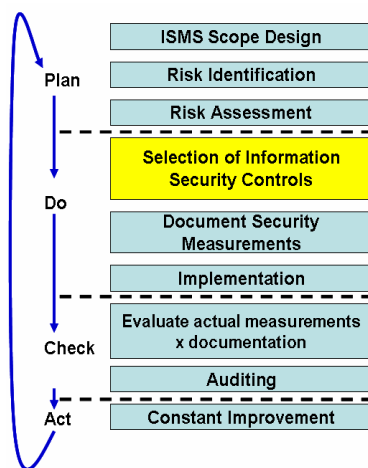 ISMS Scope Design
Risk Identification
Plan
Risk Assessment
Selection of Information
Security Controls
Do
Document Security
Measurements
Implementation
Evaluate actual measurements
x documentation
Check
Auditing
Act
Constant Improvement